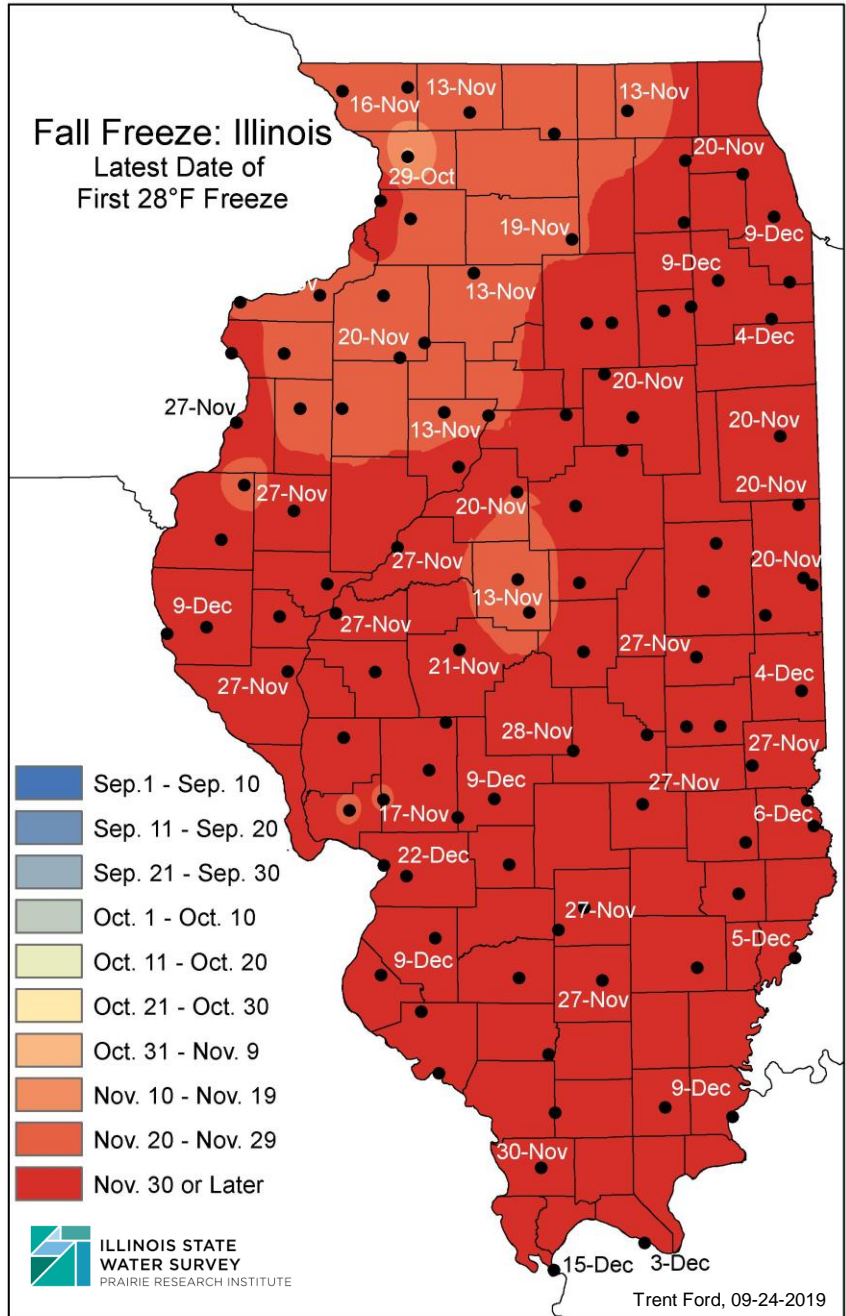 Fall Freeze: Illinois
Latest Date of
First 28°F Freeze
16-Nov
13-Nov
13-Nov
29-Oct
20-Nov
19-Nov
9-Dec
9-Dec
13-Nov
4-Dec
20-Nov
20-Nov
27-Nov
13-Nov
20-Nov
27-Nov
20-Nov
20-Nov
27-Nov
20-Nov
13-Nov
9-Dec
27-Nov
27-Nov
21-Nov
4-Dec
27-Nov
28-Nov
27-Nov
9-Dec
27-Nov
17-Nov
6-Dec
22-Dec
27-Nov
5-Dec
9-Dec
27-Nov
9-Dec
30-Nov
15-Dec
3-Dec
Sep.1 - Sep. 10
Sep. 11 - Sep. 20
Sep. 21 - Sep. 30
Oct. 1 - Oct. 10
Oct. 11 - Oct. 20
Oct. 21 - Oct. 30
Oct. 31 - Nov. 9
Nov. 10 - Nov. 19
Nov. 20 - Nov. 29
Nov. 30 or Later
ILLINOIS STATE
WATER SURVEY
PRAIRIE RESEARCH INSTITUTE
Trent Ford, 09-24-2019